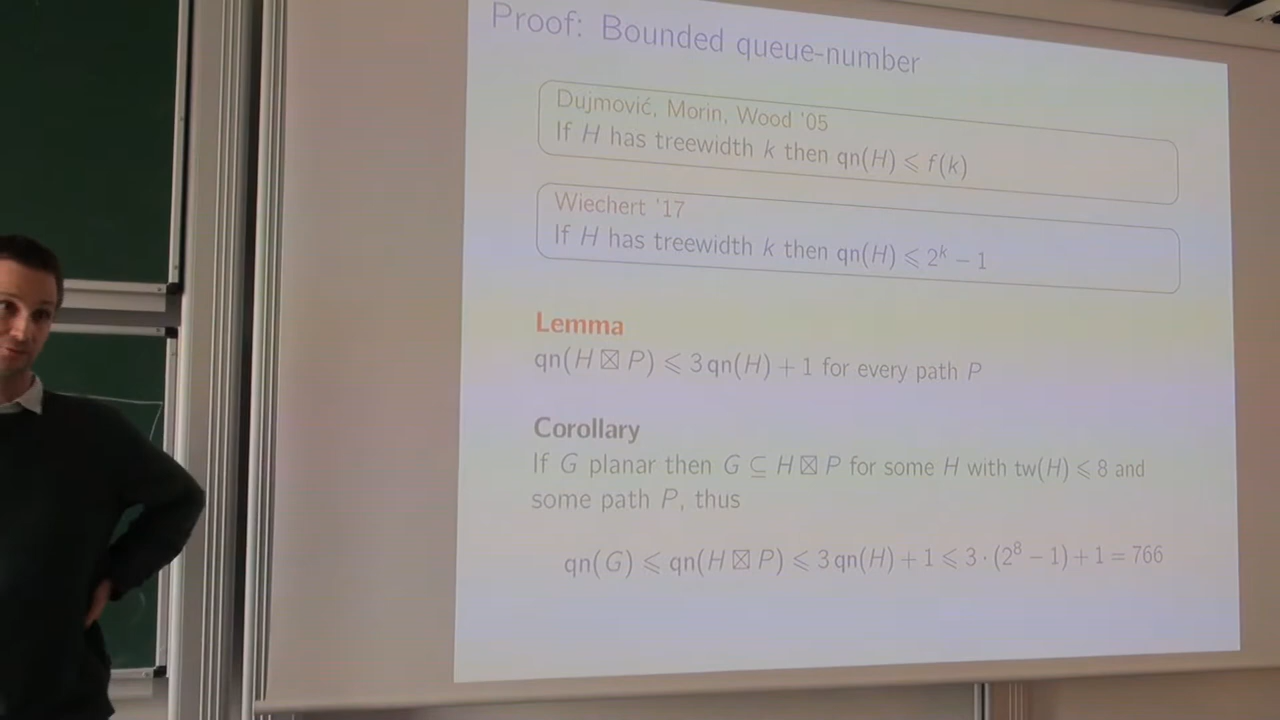 Proof: Bounded queue-number
Dujmović, Morin, Wood '05
If H has treewidth k then qn(H) ⩽ f(k)
Wiechert '17
If H has treewidth k then qn(H) ⩽ 2^k − 1
Lemma
qn(H ⊠ P) ⩽ 3 qn(H) + 1 for every path P
Corollary
If G planar then G ⊆ H ⊠ P for some H with tw(H) ⩽ 8 and
some path P, thus
qn(G) ⩽ qn(H ⊠ P) ⩽ 3 qn(H) + 1 ⩽ 3 · (2^8 − 1) + 1 = 766